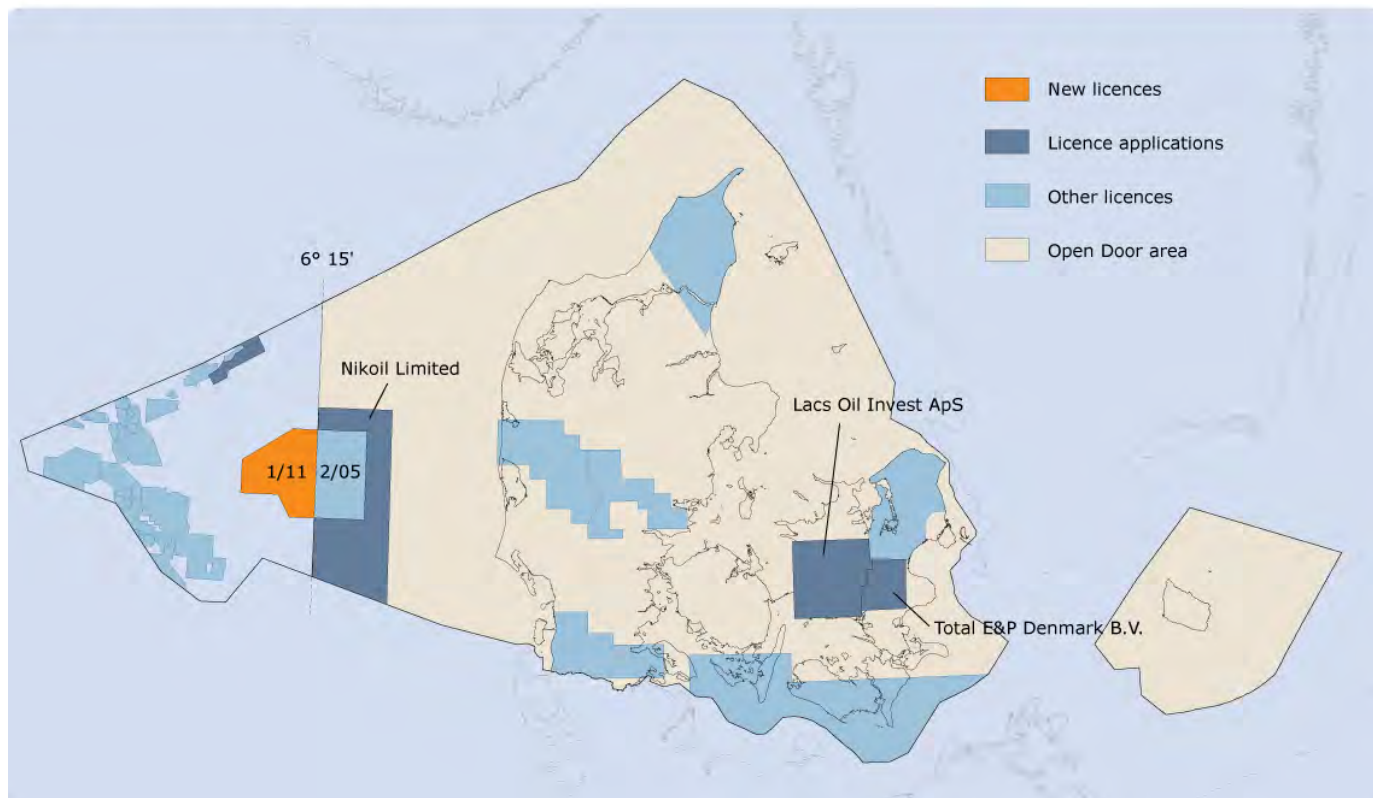 New licences
Licence applications
Other licences
Open Door area
6° 15'
Nikoil Limited
Lacs Oil Invest ApS
1/11 2/05
Total E&P Denmark B.V.